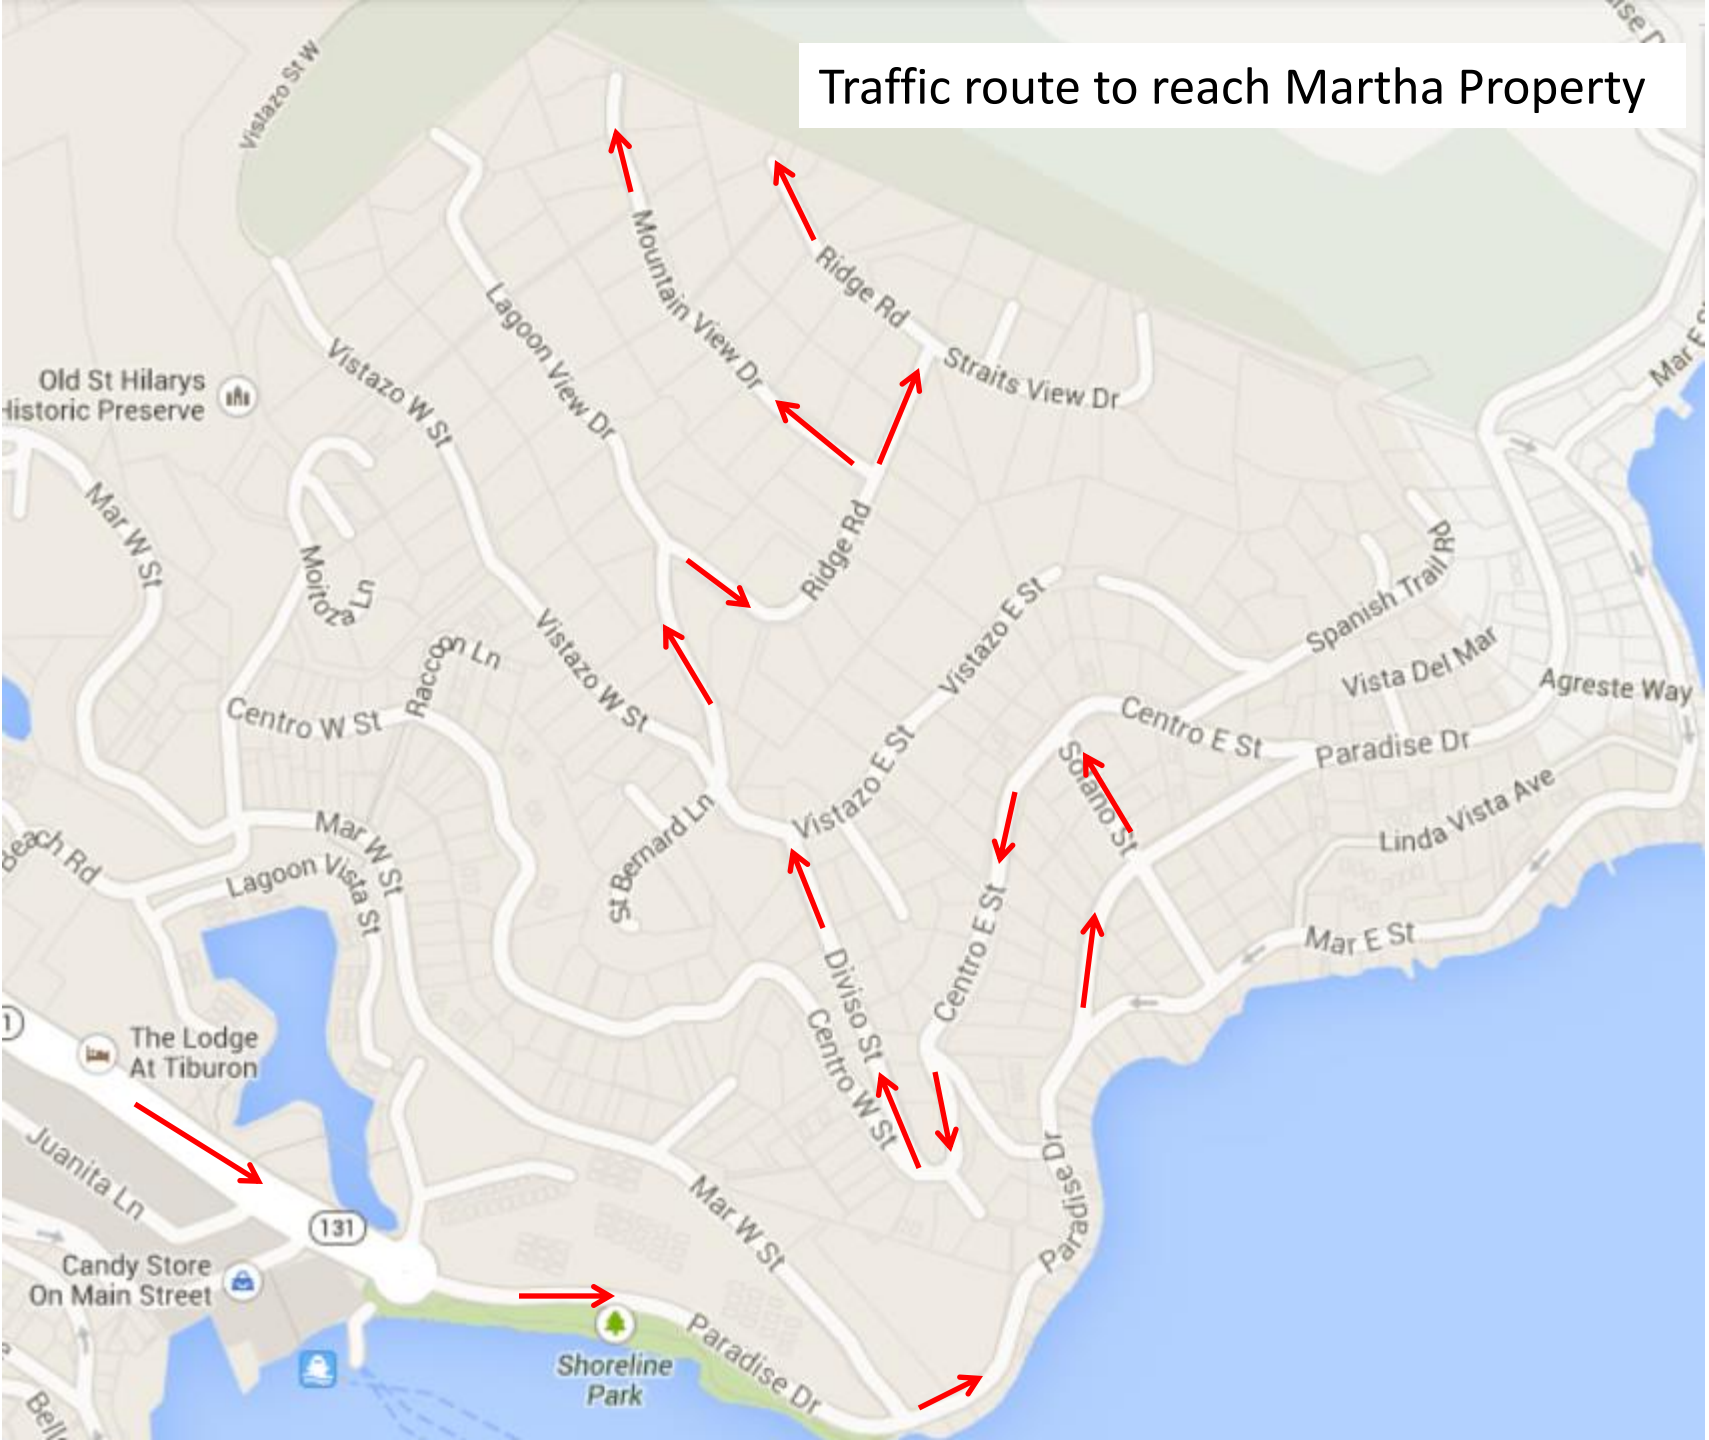 Traffic route to reach Martha Property
Vistazo St W
Mountain View Dr
Ridge Rd
Lagoon View Dr
Straits View Dr
Mar E
Vistazo W St
Old St Hilarys
Historic Preserve
Mar W St
Moitoza Ln
Ridge Rd
Spanish Trail Rd
Vistazo E St
Raccoon Ln
Vistazo W St
Vista Del Mar
Agreste Way
Centro W St
Centro E St
Paradise Dr
Solano St
Vistazo E St
Linda Vista Ave
St Bernard Ln
Mar W St
Beach Rd
Lagoon Vista St
Centro E St
Mar E St
Diviso St
Centro W St
1
The Lodge
At Tiburon
Juanita Ln
Paradise Dr
Mar W St
131
Candy Store
On Main Street
Paradise Dr
Shoreline
Park